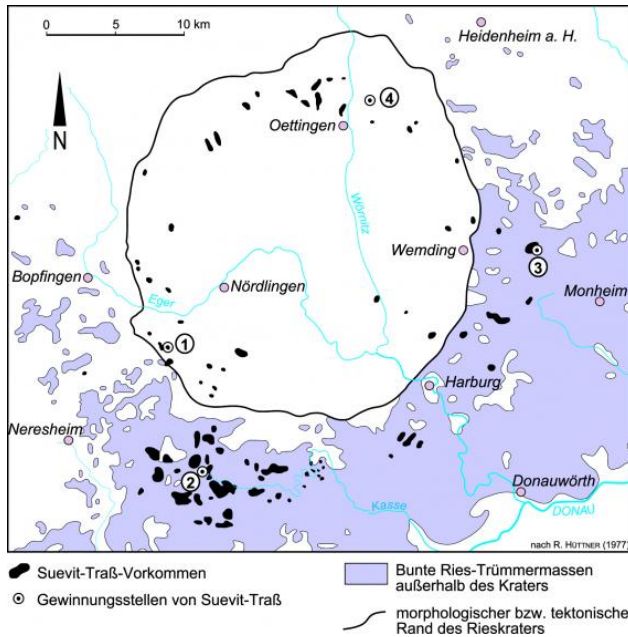 0 5 10 km
Heidenheim a. H.
N
4
Oettingen
Wörnitz
Wemding
3
Bopfingen
Eger
Nördlingen
Monheim
1
Harburg
Neresheim
2
Kasse
Donauwörth
DONAU
nach R. HÜTTNER (1977)
Suevit-Traß-Vorkommen
Gewinnungsstellen von Suevit-Traß
Bunte Ries-Trümmermassen
außerhalb des Kraters
morphologischer bzw. tektonischer
Rand des Rieskraters